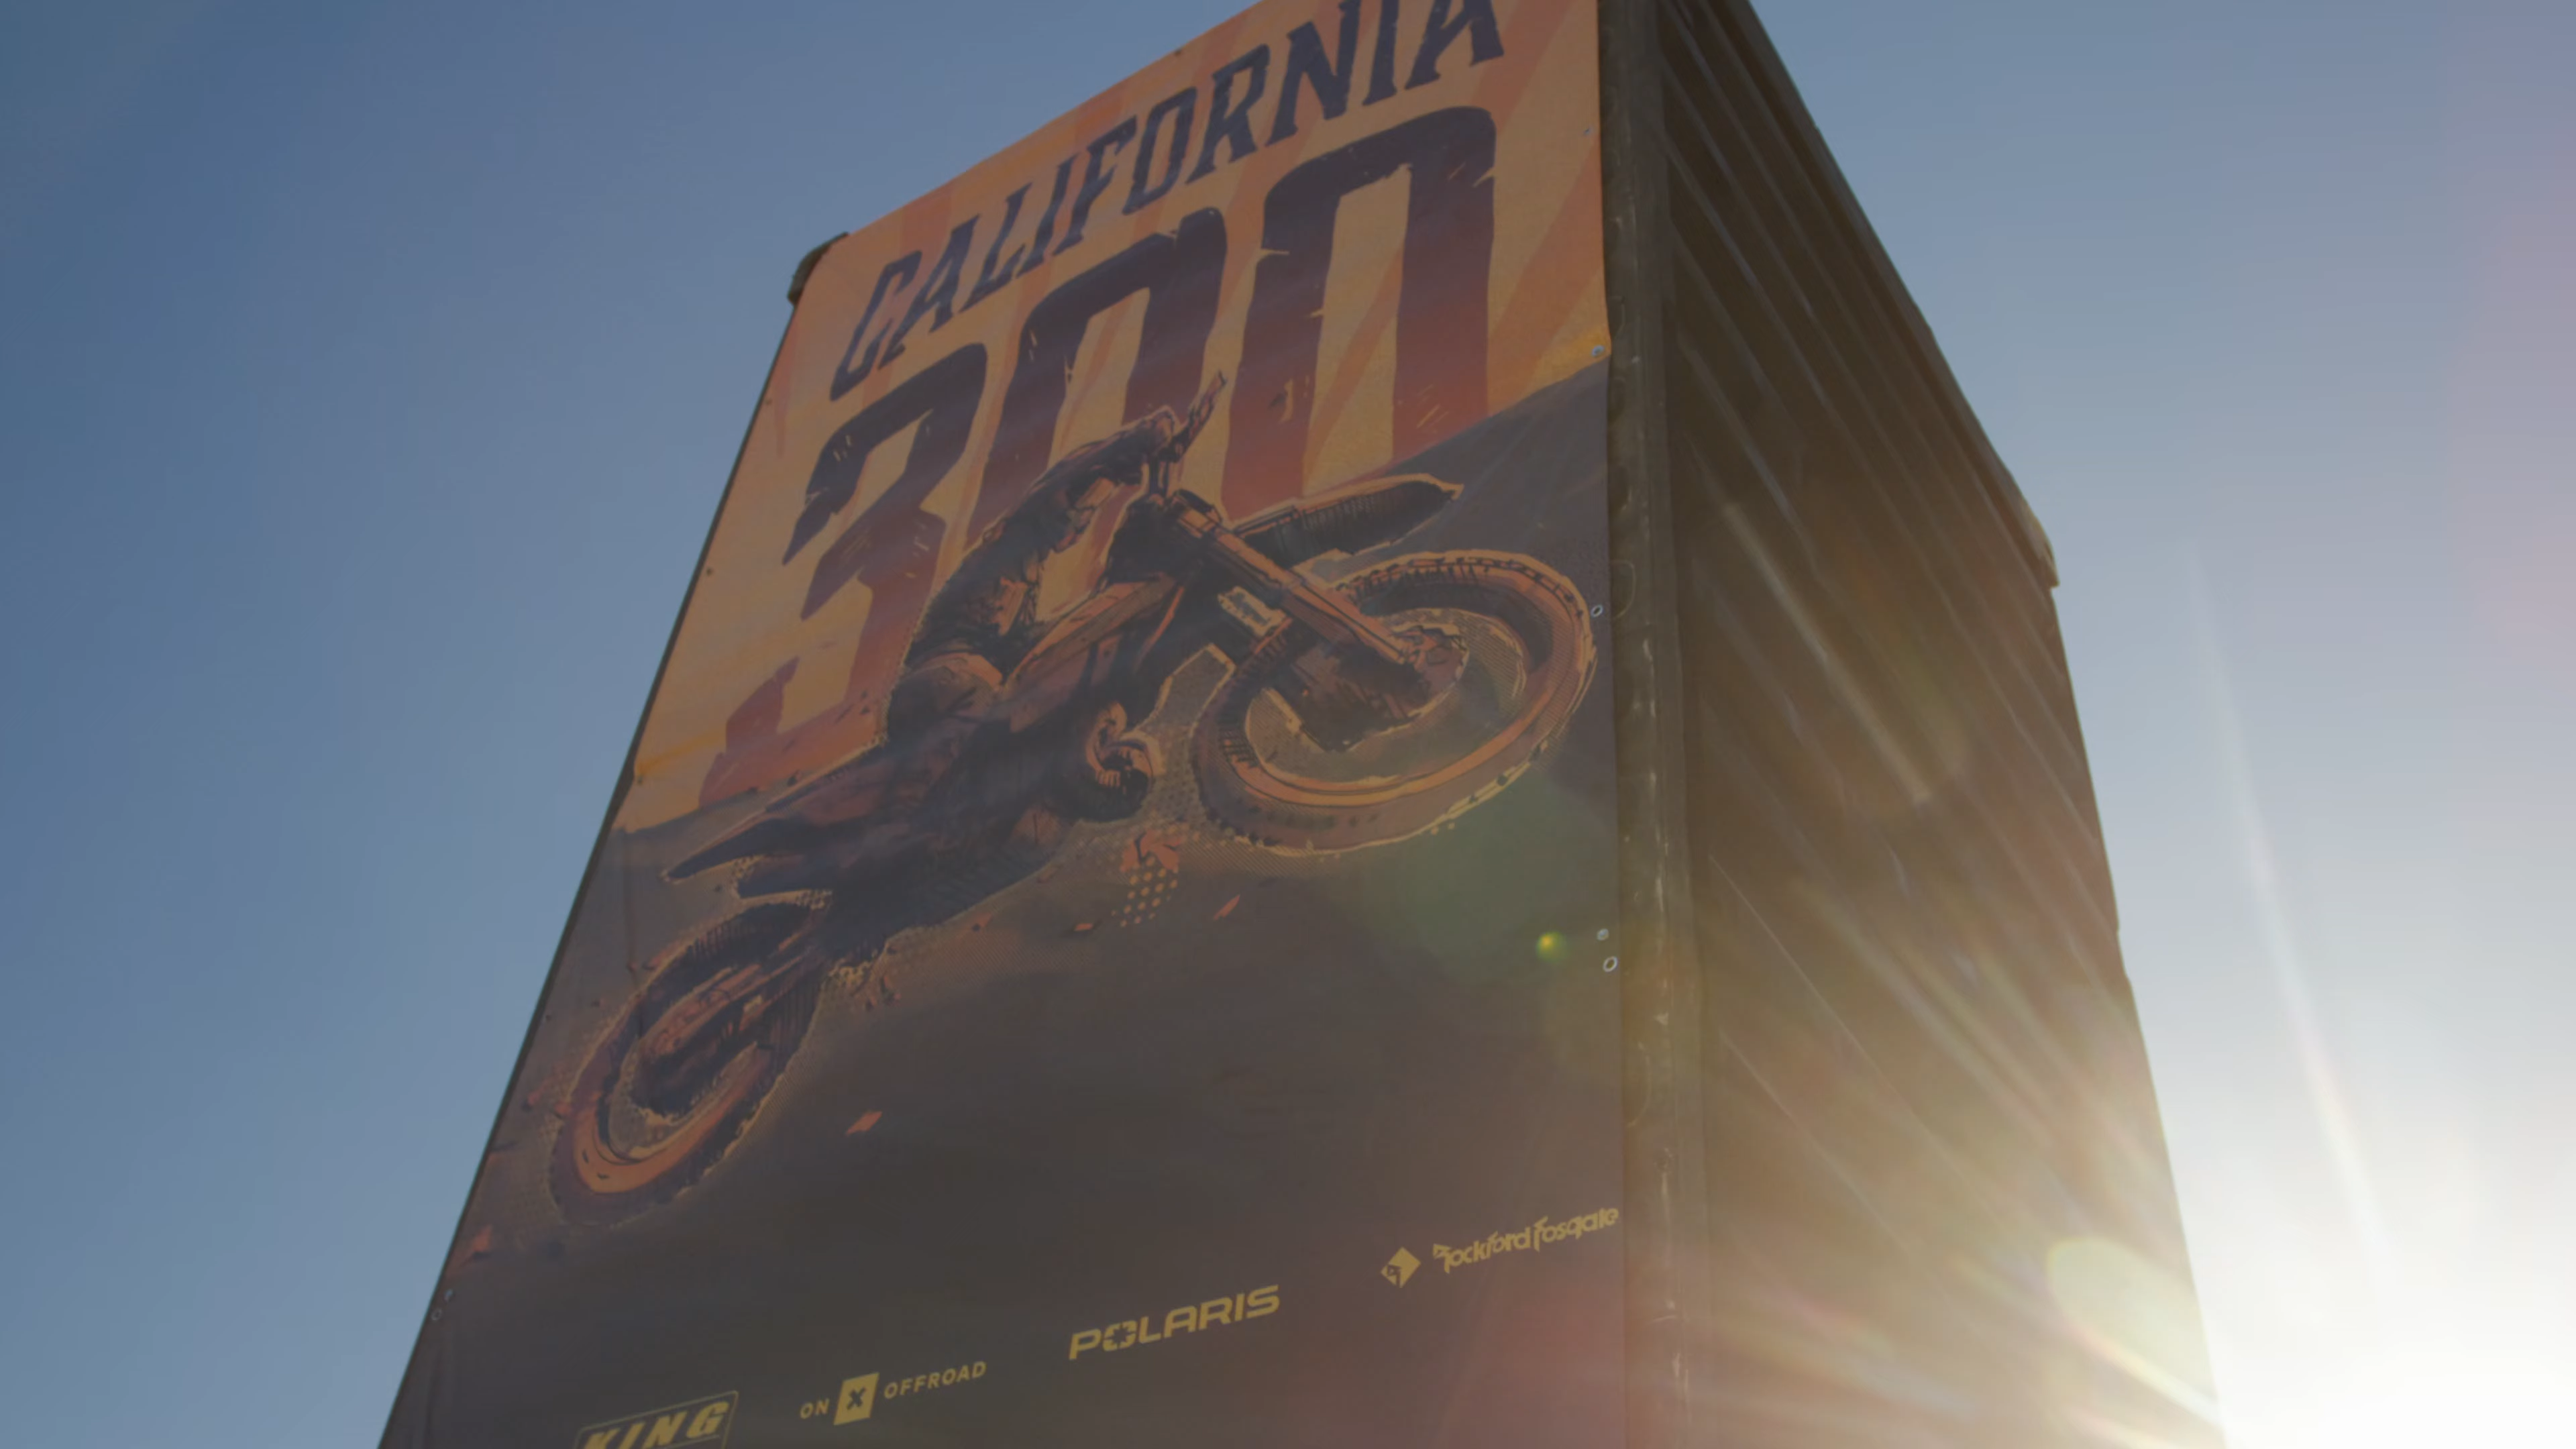 CALIFORNIA
300
Rockford Fosgate
POLARIS
ON X OFFROAD
KING